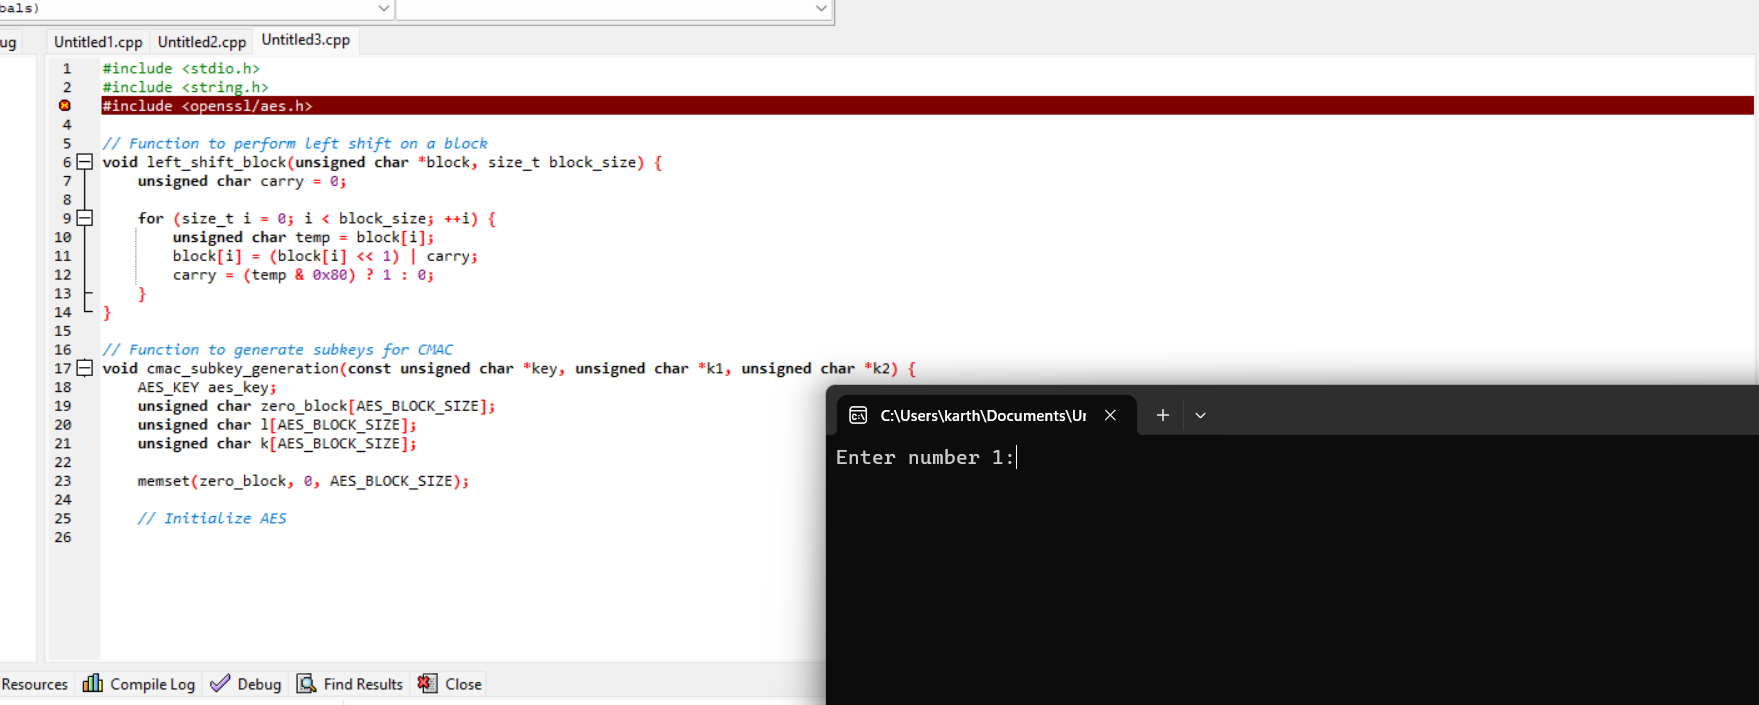 bals)
ug
Untitled1.cpp Untitled2.cpp Untitled3.cpp
1 #include <stdio.h>
2 #include <string.h>
#include <openssl/aes.h>
4
5 // Function to perform left shift on a block
6 void left_shift_block(unsigned char *block, size_t block_size) {
7 unsigned char carry = 0;
8
9 for (size_t i = 0; i < block_size; ++i) {
10 unsigned char temp = block[i];
11 block[i] = (block[i] << 1) | carry;
12 carry = (temp & 0x80) ? 1 : 0;
13 }
14 }
15
16 // Function to generate subkeys for CMAC
17 void cmac_subkey_generation(const unsigned char *key, unsigned char *k1, unsigned char *k2) {
18 AES_KEY aes_key;
19 unsigned char zero_block[AES_BLOCK_SIZE];
20 unsigned char l[AES_BLOCK_SIZE];
21 unsigned char k[AES_BLOCK_SIZE];
22
23 memset(zero_block, 0, AES_BLOCK_SIZE);
24
25 // Initialize AES
26
C:\Users\karth\Documents\Ur
Enter number 1:
Resources Compile Log Debug Find Results Close